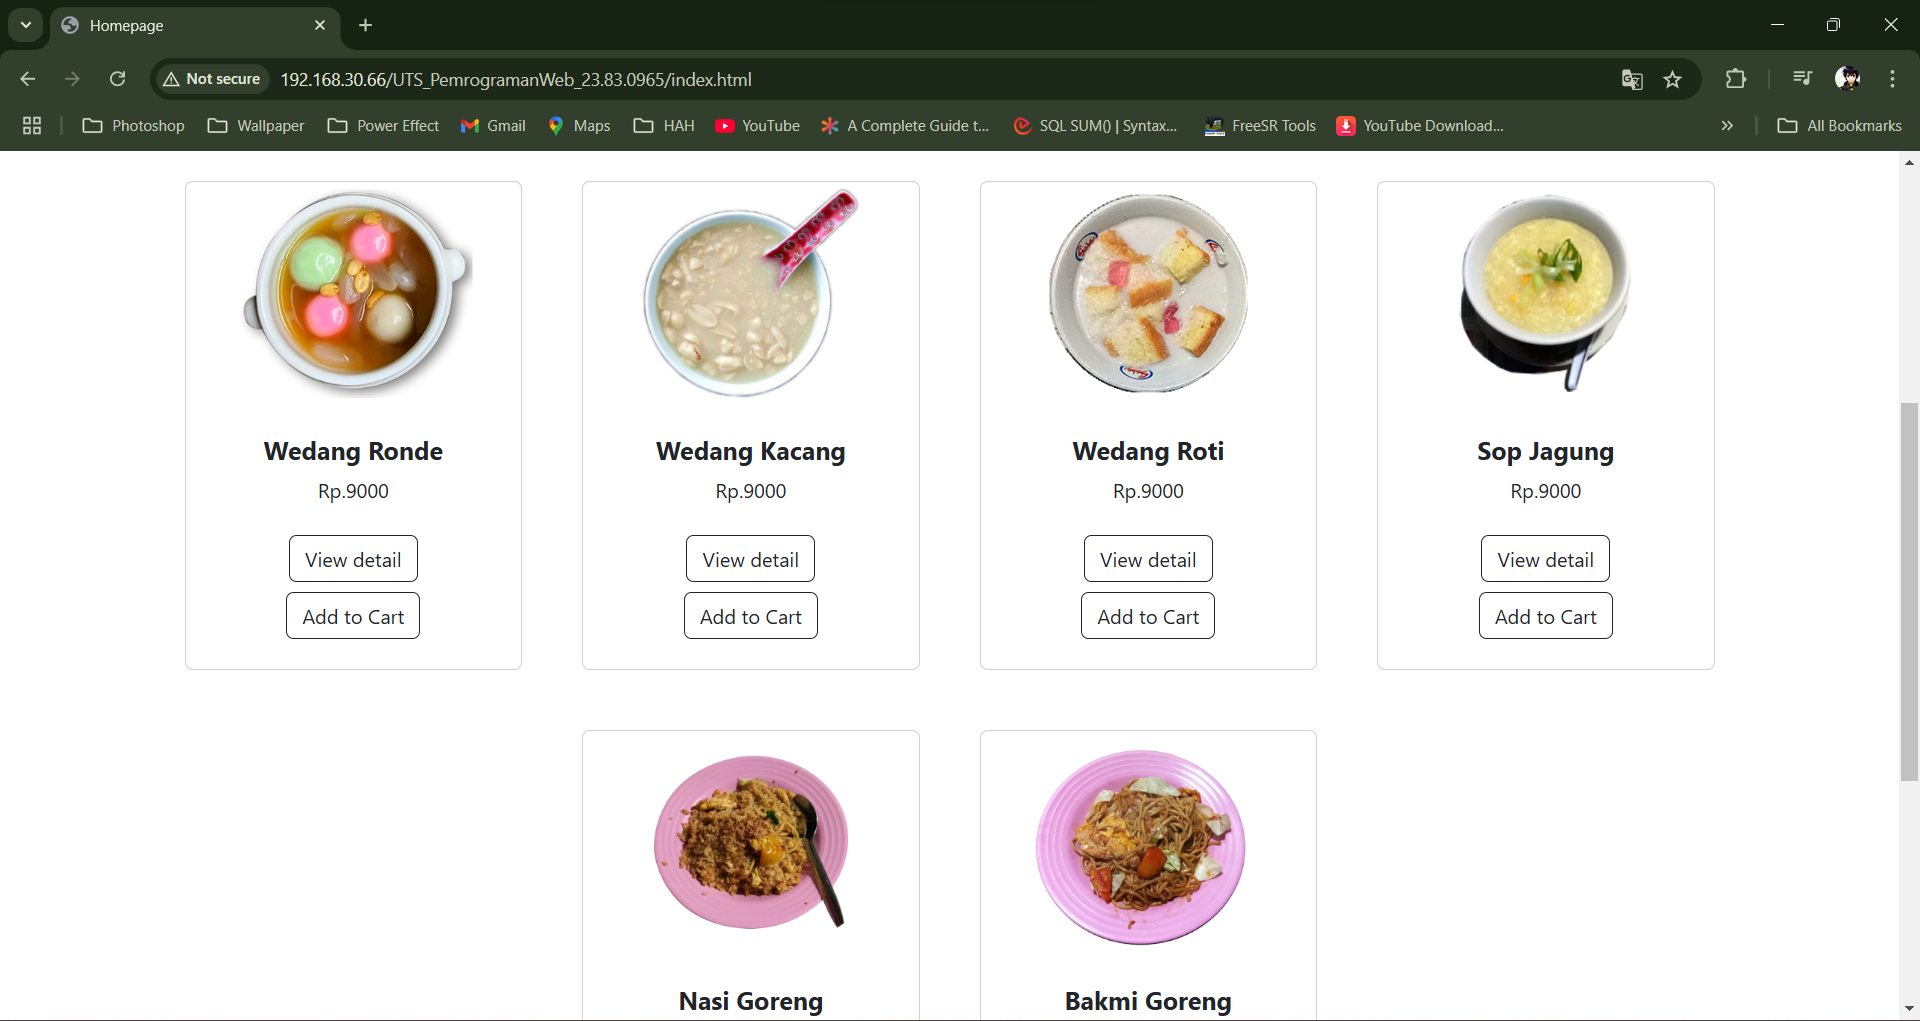 Homepage
Not secure 192.168.30.66/UTS_PemrogramanWeb_23.83.0965/index.html
Photoshop Wallpaper Power Effect Gmail Maps HAH YouTube A Complete Guide t... SQL SUM() | Syntax... FreeSR Tools YouTube Download... All Bookmarks
Wedang Ronde
Rp.9000
View detail
Add to Cart
Wedang Kacang
Rp.9000
View detail
Add to Cart
Wedang Roti
Rp.9000
View detail
Add to Cart
Sop Jagung
Rp.9000
View detail
Add to Cart
Nasi Goreng
Bakmi Goreng